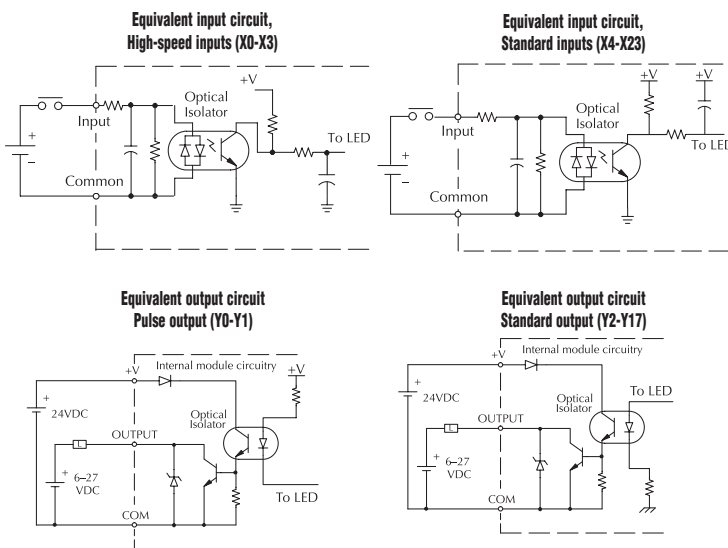 Equivalent input circuit,
High-speed inputs (X0-X3)
+V
Optical
Isolator
Input
To LED
+
–
Common
Equivalent input circuit,
Standard inputs (X4-X23)
+V
+V
Optical
Isolator
Input
To LED
+
–
Common
Equivalent output circuit
Pulse output (Y0-Y1)
+V
Internal module circuitry
+V
+
24VDC
Optical
Isolator
OUTPUT
L
+
6–27
VDC
To LED
COM
Equivalent output circuit
Standard output (Y2-Y17)
+V
Internal module circuitry
To LED
+
24VDC
Optical
Isolator
OUTPUT
L
+
6–27
VDC
COM